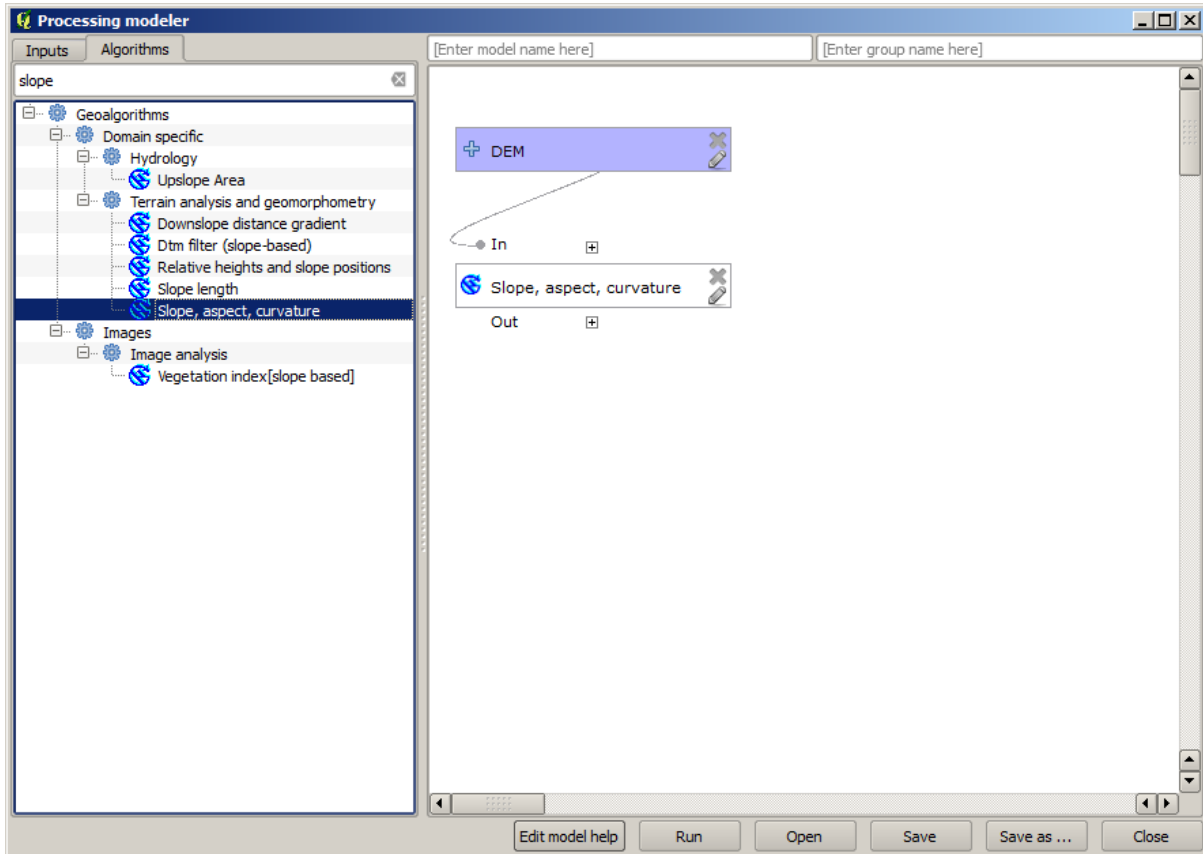 Processing modeler
Inputs
Algorithms
[Enter model name here]
[Enter group name here]
slope
Geoalgorithms
Domain specific
Hydrology
Upslope Area
Terrain analysis and geomorphometry
Downslope distance gradient
Dtm filter (slope-based)
Relative heights and slope positions
Slope length
Slope, aspect, curvature
Images
Image analysis
Vegetation index[slope based]
DEM
In
Slope, aspect, curvature
Out
Edit model help
Run
Open
Save
Save as ...
Close